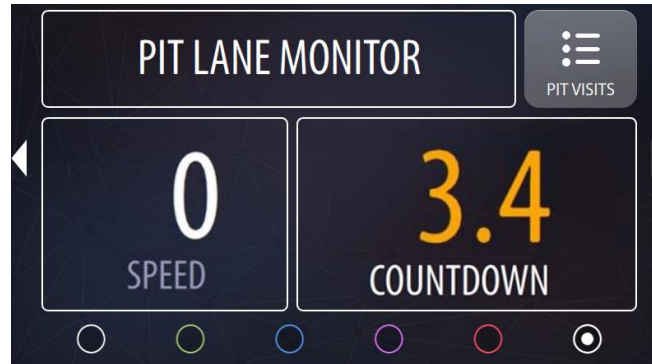 PIT LANE MONITOR
PIT VISITS
0
SPEED
3.4
COUNTDOWN